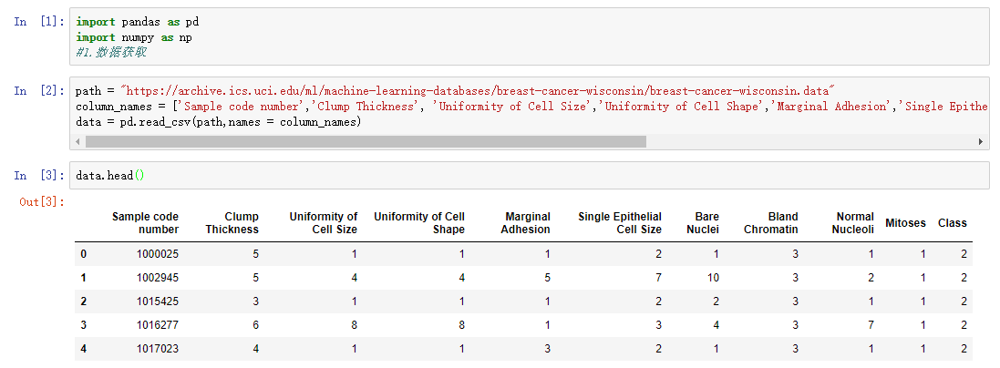 In [1]: import pandas as pd
import numpy as np
#1.数据获取
In [2]: path = "https://archive.ics.uci.edu/ml/machine-learning-databases/breast-cancer-wisconsin/breast-cancer-wisconsin.data"
column_names = ['Sample code number','Clump Thickness', 'Uniformity of Cell Size','Uniformity of Cell Shape','Marginal Adhesion','Single Epithe
data = pd.read_csv(path,names = column_names)
In [3]: data.head()
Out[3]:
Sample code number Clump Thickness Uniformity of Cell Size Uniformity of Cell Shape Marginal Adhesion Single Epithelial Cell Size Bare Nuclei Bland Chromatin Normal Nucleoli Mitoses Class
0 1000025 5 1 1 1 2 1 3 1 1 2
1 1002945 5 4 4 5 7 10 3 2 1 2
2 1015425 3 1 1 1 2 2 3 1 1 2
3 1016277 6 8 8 1 3 4 3 7 1 2
4 1017023 4 1 1 3 2 1 3 1 1 2